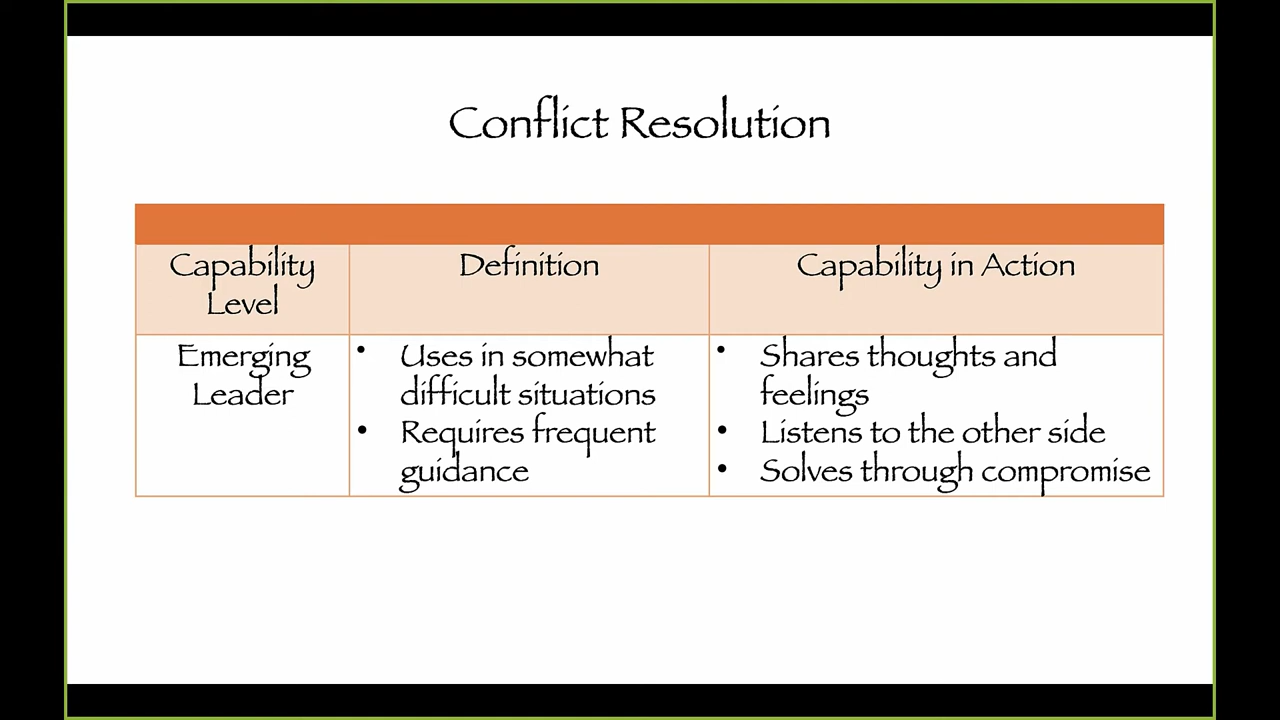 Conflict Resolution
Capability
Level
Definition
Capability in Action
Emerging
Leader
• Uses in somewhat
difficult situations
• Requires frequent
guidance
• Shares thoughts and
feelings
• Listens to the other side
• Solves through compromise